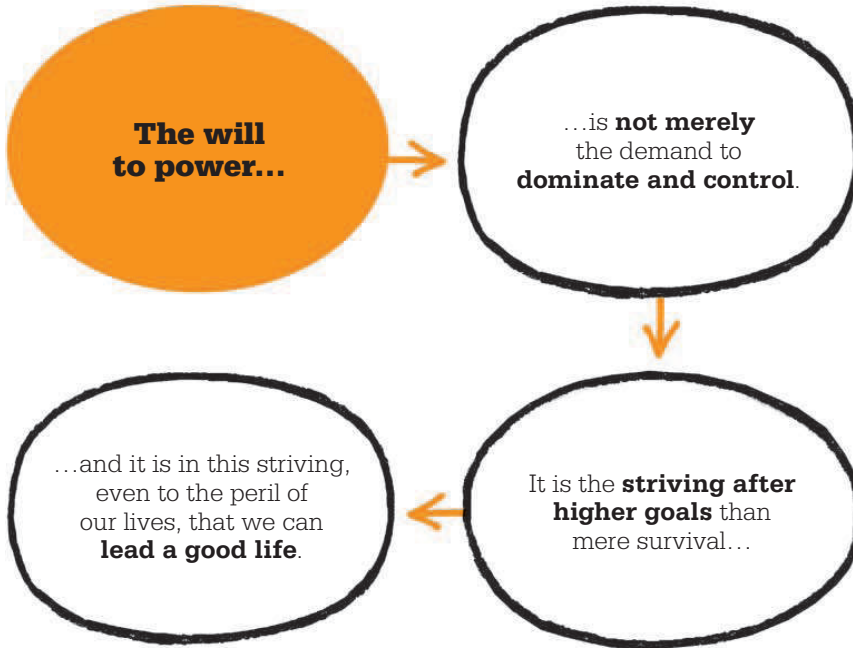 The will
to power...
...is not merely
the demand to
dominate and control.
It is the striving after
higher goals than
mere survival...
...and it is in this striving,
even to the peril of
our lives, that we can
lead a good life.